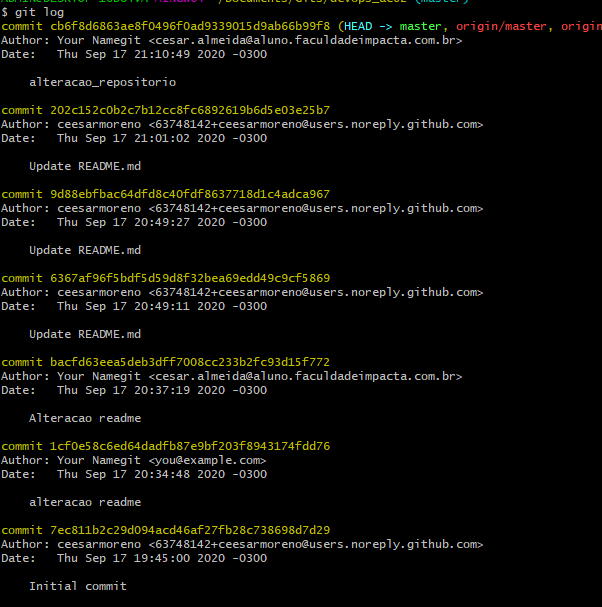 $ git log
commit cb6f8d6863ae8f0496f0ad9339015d9ab66b99f8 (HEAD -> master, origin/master, origin
Author: Your Namegit <cesar.almeida@aluno.faculdadeimpacta.com.br>
Date:   Thu Sep 17 21:10:49 2020 -0300
    alteracao_repositorio
commit 202c152c0b2c7b12cc8fc6892619b6d5e03e25b7
Author: ceesarmoreno <63748142+ceesarmoreno@users.noreply.github.com>
Date:   Thu Sep 17 21:01:02 2020 -0300
    Update README.md
commit 9d88ebfbac64dfd8c40fdf8637718d1c4adca967
Author: ceesarmoreno <63748142+ceesarmoreno@users.noreply.github.com>
Date:   Thu Sep 17 20:49:27 2020 -0300
    Update README.md
commit 6367af96f5bdf5d59d8f32bea69edd49c9cf5869
Author: ceesarmoreno <63748142+ceesarmoreno@users.noreply.github.com>
Date:   Thu Sep 17 20:49:11 2020 -0300
    Update README.md
commit bacfd63eea5deb3dff7008cc233b2fc93d15f772
Author: Your Namegit <cesar.almeida@aluno.faculdadeimpacta.com.br>
Date:   Thu Sep 17 20:37:19 2020 -0300
    Alteracao readme
commit 1cf0e58c6ed64dadfb87e9bf203f8943174fdd76
Author: Your Namegit <you@example.com>
Date:   Thu Sep 17 20:34:48 2020 -0300
    alteracao readme
commit 7ec811b2c29d094acd46af27fb28c738698d7d29
Author: ceesarmoreno <63748142+ceesarmoreno@users.noreply.github.com>
Date:   Thu Sep 17 19:45:00 2020 -0300
    Initial commit